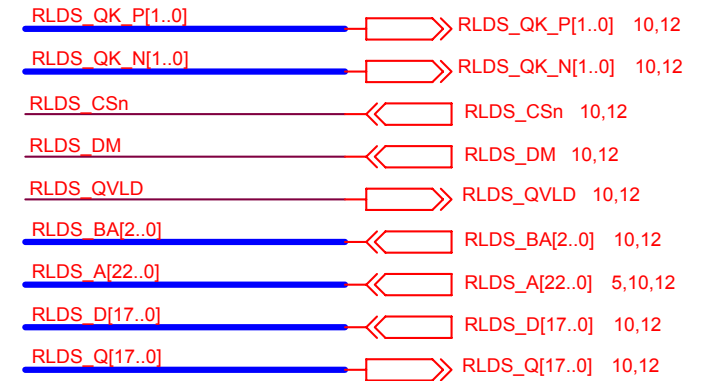 RLDS_QK_P[1..0] RLDS_QK_P[1..0] 10,12
RLDS_QK_N[1..0] RLDS_QK_N[1..0] 10,12
RLDS_CSn RLDS_CSn 10,12
RLDS_DM RLDS_DM 10,12
RLDS_QVLD RLDS_QVLD 10,12
RLDS_BA[2..0] RLDS_BA[2..0] 10,12
RLDS_A[22..0] RLDS_A[22..0] 5,10,12
RLDS_D[17..0] RLDS_D[17..0] 10,12
RLDS_Q[17..0] RLDS_Q[17..0] 10,12